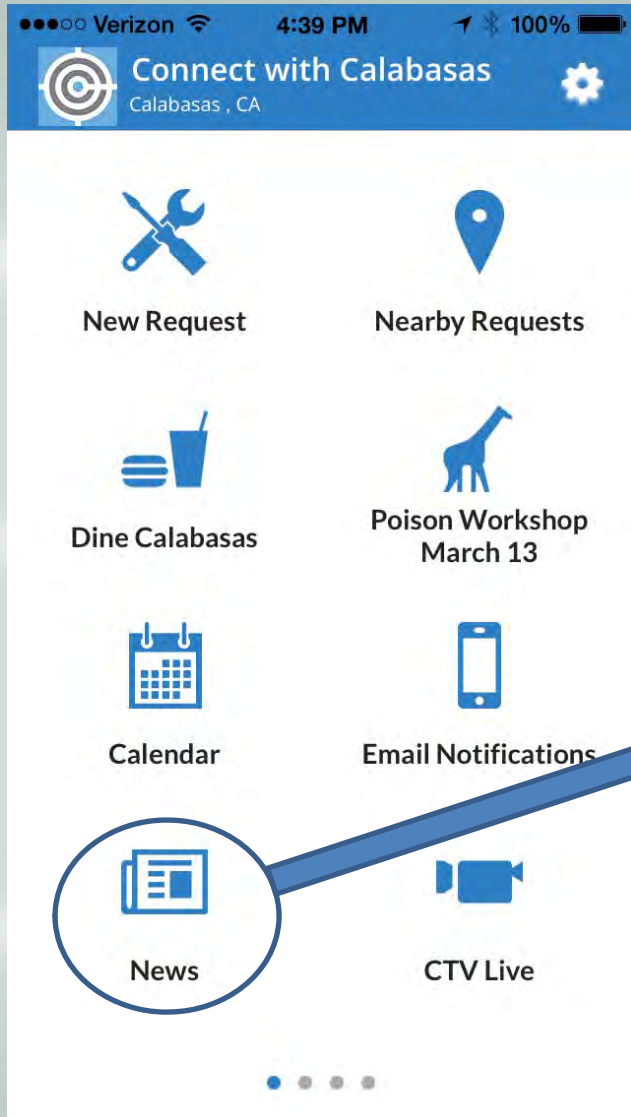 Verizon 4:39 PM 100%
Connect with Calabasas
Calabasas , CA
New Request Nearby Requests
Dine Calabasas Poison Workshop
March 13
Calendar Email Notifications
News CTV Live